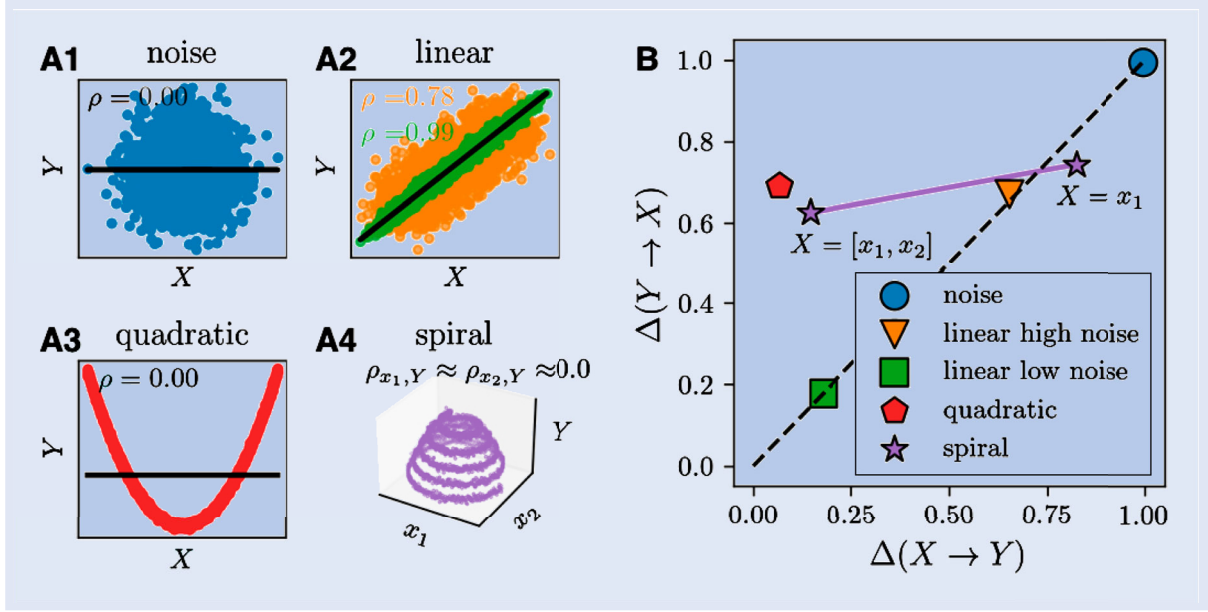 A1 noise
ρ = 0.00
Y
X
A2 linear
ρ =0.78
ρ =0.99
Y
X
A3 quadratic
ρ = 0.00
Y
X
A4 spiral
ρx₁,Y ≈ ρx₂,Y ≈0.0
Y
x₁
x₂
B
1.0
0.8
0.6
0.4
0.2
0.0
Δ(Y → X)
X = x₁
X = [x₁, x₂]
noise
linear high noise
linear low noise
quadratic
spiral
0.00 0.25 0.50 0.75 1.00
Δ(X → Y)